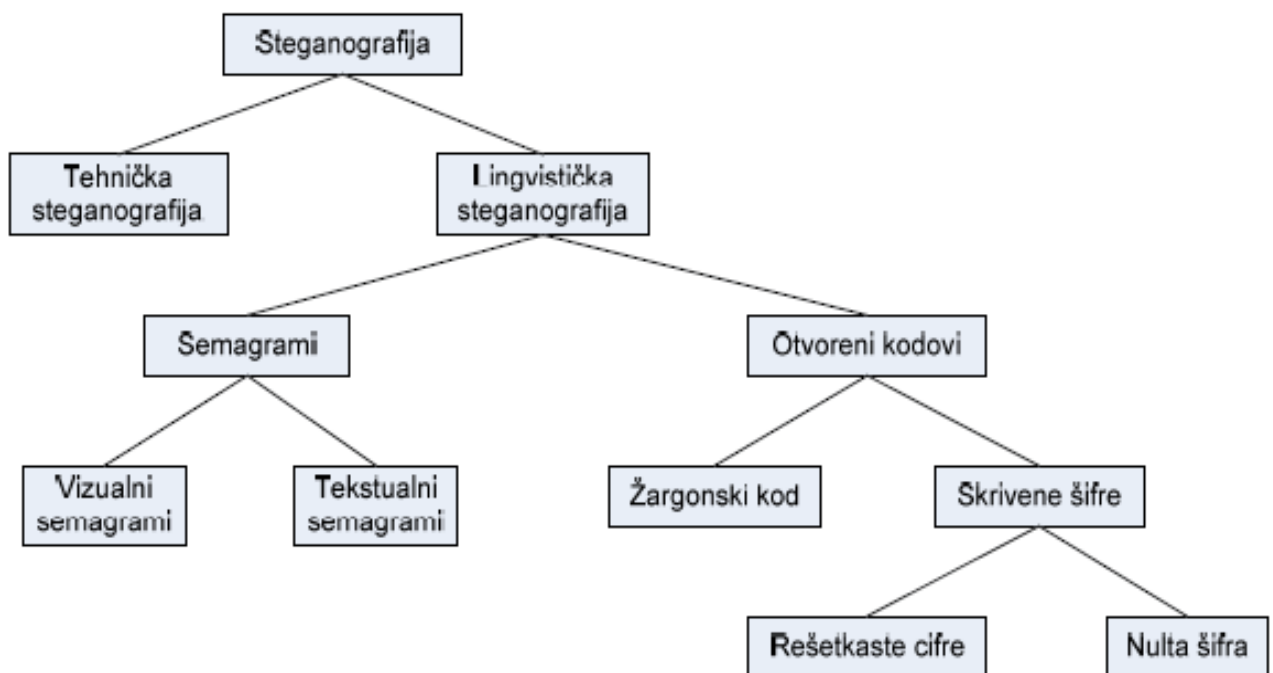 Steganografija
Tehnička
steganografija
Lingvistička
steganografija
Semagrami
Otvoreni kodovi
Vizualni
semagrami
Tekstualni
semagrami
Žargonski kod
Skrivene šifre
Rešetkaste cifre
Nulta šifra